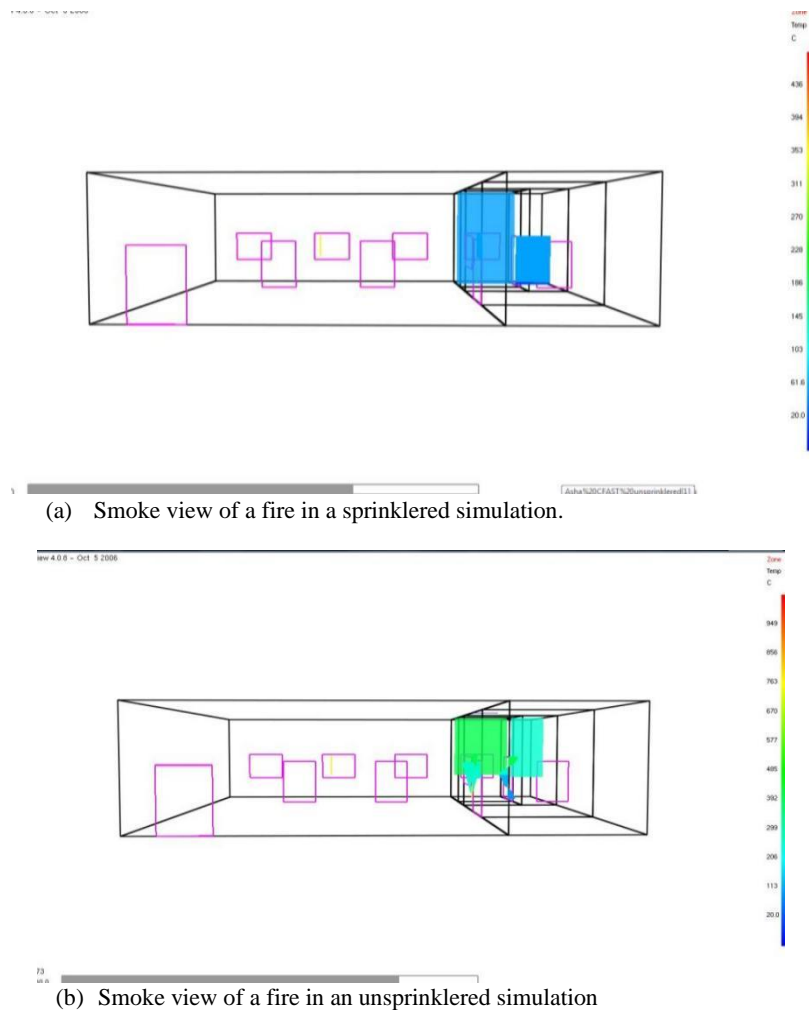 Zone
Temp
C
436
394
353
311
270
228
186
145
103
61.6
20.0
(a) Smoke view of a fire in a sprinklered simulation.
iew 4.0.6 – Oct 5 2006
Zone
Temp
C
949
856
763
670
577
485
392
299
206
113
20.0
73
(b) Smoke view of a fire in an unsprinklered simulation